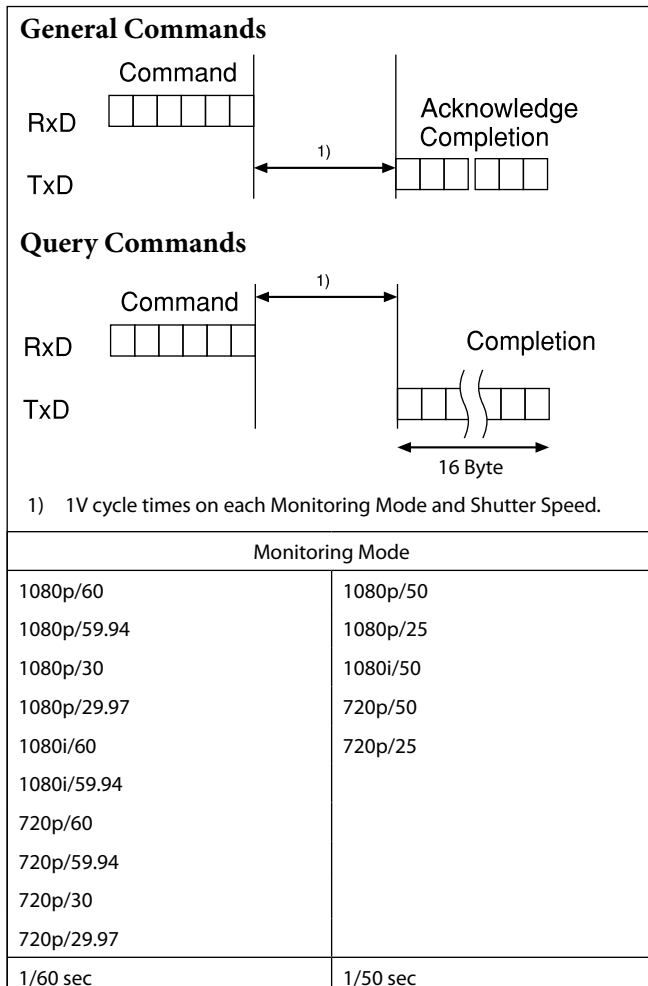 General Commands
Command
RxD
Acknowledge
Completion
1)
TxD
Query Commands
1)
Command
RxD
Completion
TxD
16 Byte
1) 1V cycle times on each Monitoring Mode and Shutter Speed.
Monitoring Mode
1080p/60 1080p/50
1080p/59.94 1080p/25
1080p/30 1080i/50
1080p/29.97 720p/50
1080i/60 720p/25
1080i/59.94
720p/60
720p/59.94
720p/30
720p/29.97
1/60 sec 1/50 sec